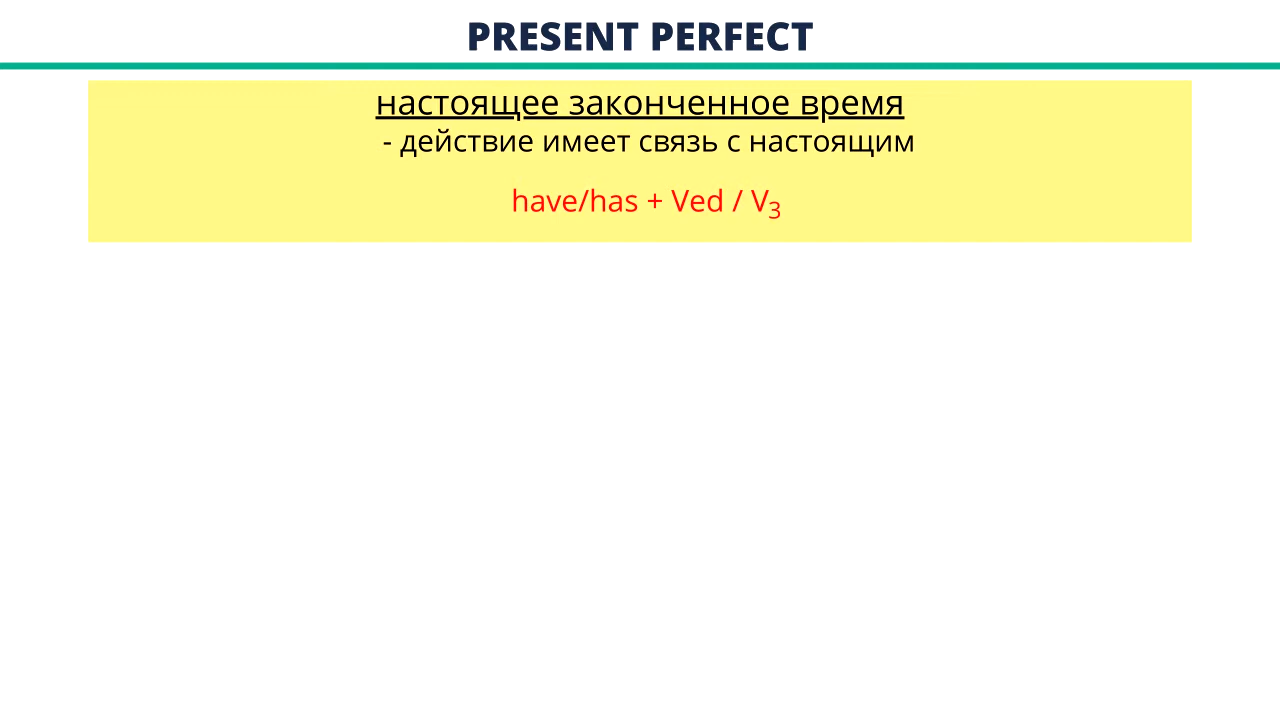 PRESENT PERFECT
настоящее законченное время
- действие имеет связь с настоящим
have/has + Ved / V3